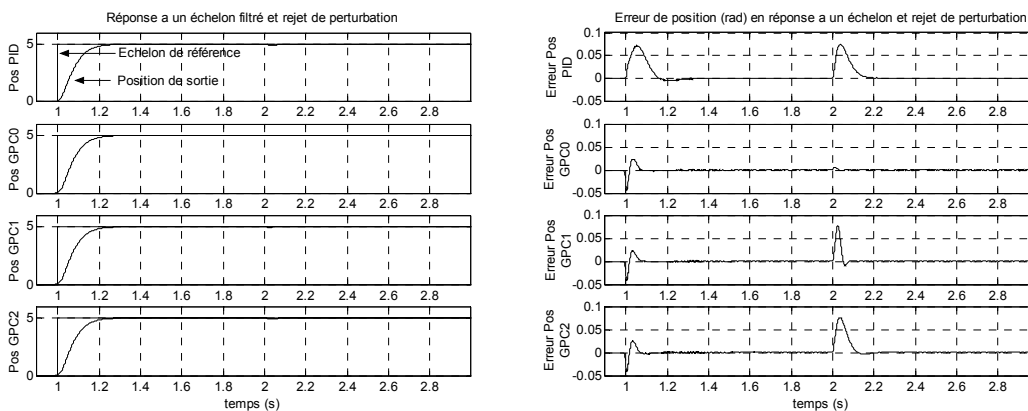 Réponse a un échelon filtré et rejet de perturbation
Pos PID
5
0
Echelon de référence
Position de sortie
1 1.2 1.4 1.6 1.8 2 2.2 2.4 2.6 2.8
Pos GPC0
5
0
1 1.2 1.4 1.6 1.8 2 2.2 2.4 2.6 2.8
Pos GPC1
5
0
1 1.2 1.4 1.6 1.8 2 2.2 2.4 2.6 2.8
Pos GPC2
5
0
1 1.2 1.4 1.6 1.8 2 2.2 2.4 2.6 2.8
temps (s)
Erreur de position (rad) en réponse a un échelon et rejet de perturbation
Erreur Pos
PID
0.1
0.05
0
-0.05
1 1.2 1.4 1.6 1.8 2 2.2 2.4 2.6 2.8
Erreur Pos
GPC0
0.1
0.05
0
-0.05
1 1.2 1.4 1.6 1.8 2 2.2 2.4 2.6 2.8
Erreur Pos
GPC1
0.1
0.05
0
-0.05
1 1.2 1.4 1.6 1.8 2 2.2 2.4 2.6 2.8
Erreur Pos
GPC2
0.1
0.05
0
-0.05
1 1.2 1.4 1.6 1.8 2 2.2 2.4 2.6 2.8
temps (s)